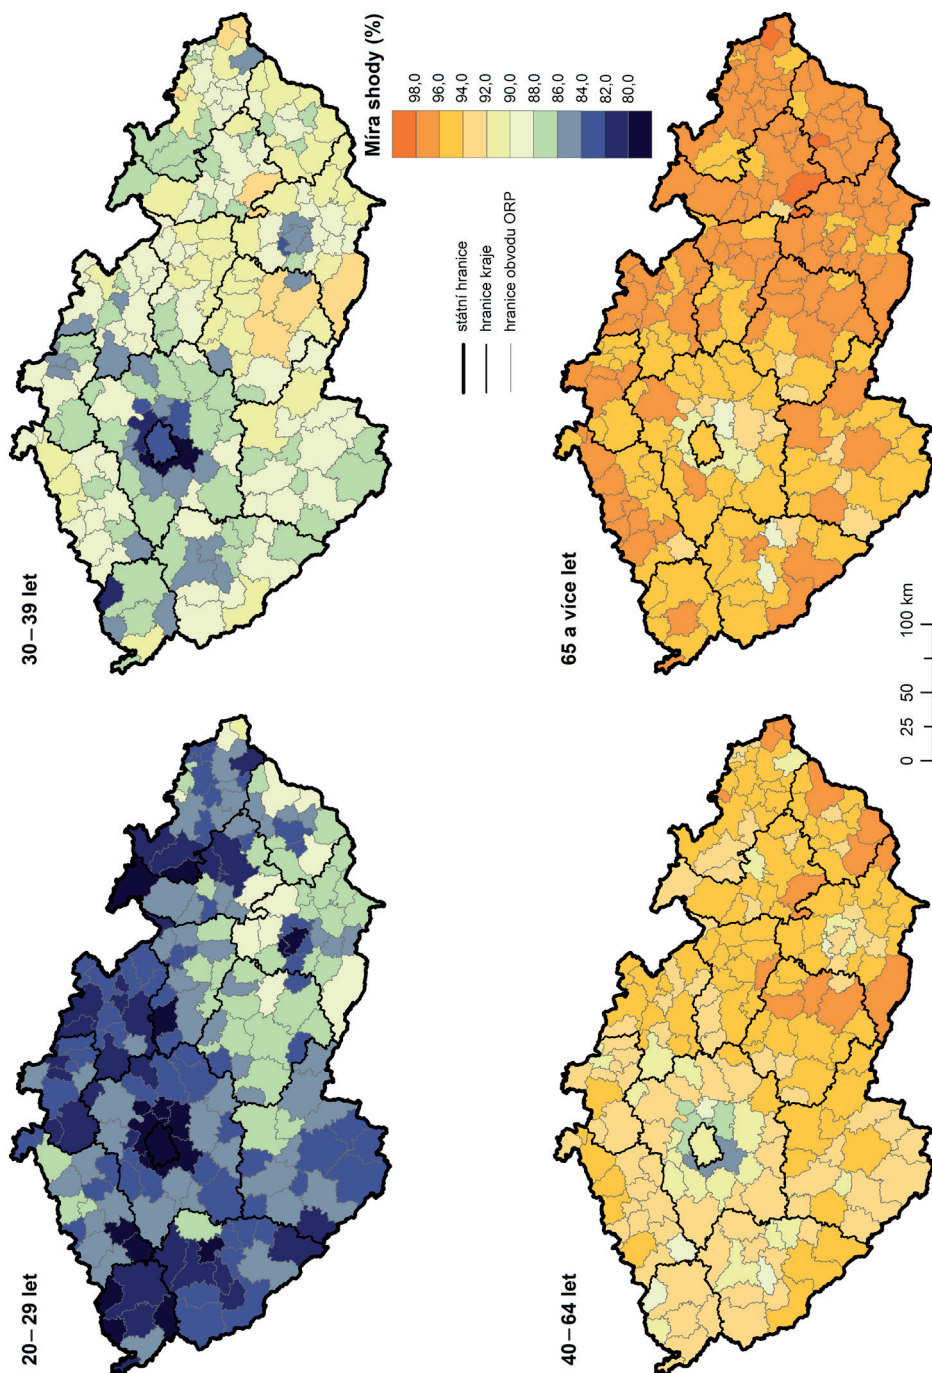 20–29 let
30–39 let
Míra shody (%)
98,0
96,0
94,0
92,0
90,0
88,0
86,0
84,0
82,0
80,0
státní hranice
hranice kraje
hranice obvodu ORP
40–64 let
65 a více let
0 25 50 100 km